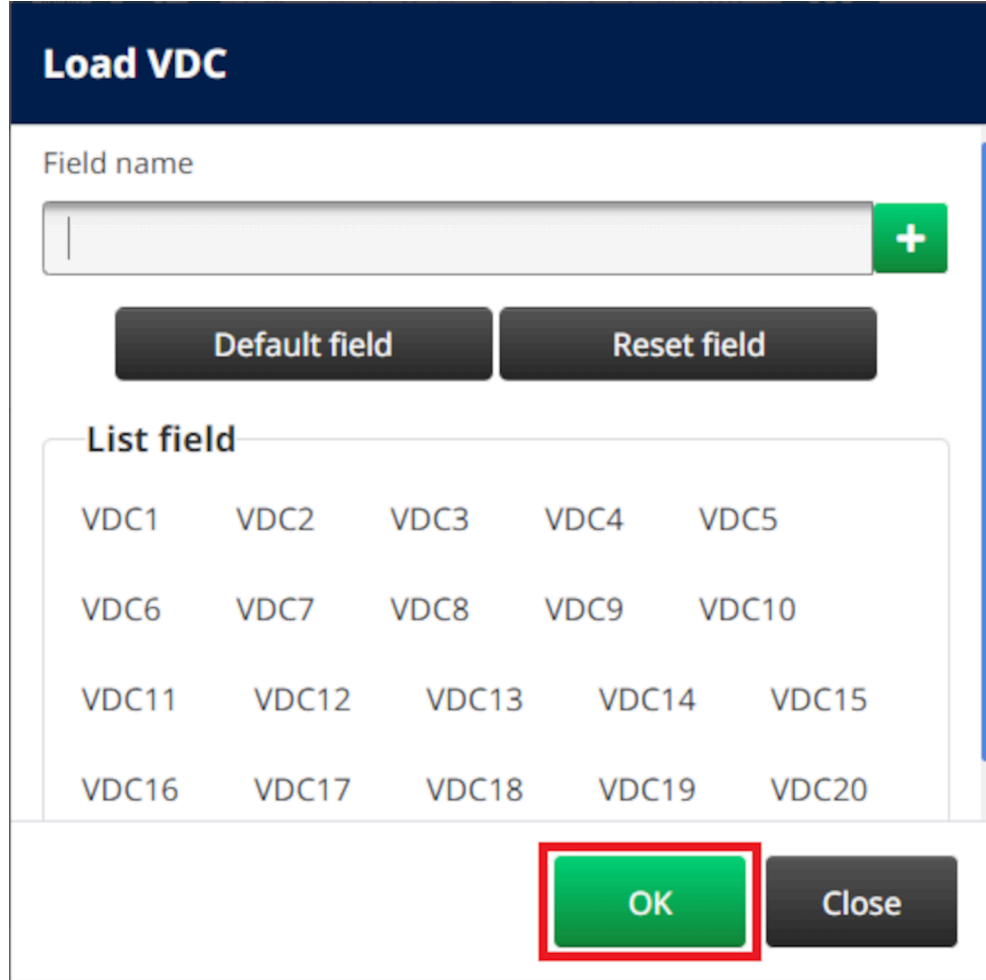 Load VDC
Field name
+
Default field Reset field
List field
VDC1 VDC2 VDC3 VDC4 VDC5
VDC6 VDC7 VDC8 VDC9 VDC10
VDC11 VDC12 VDC13 VDC14 VDC15
VDC16 VDC17 VDC18 VDC19 VDC20
OK Close